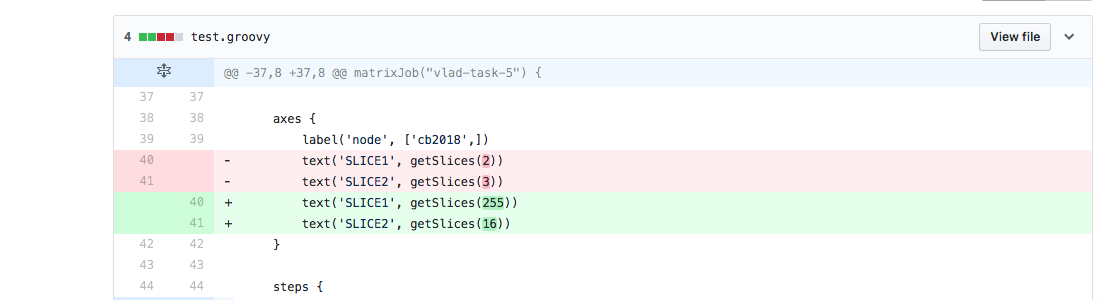 4 test.groovy View file
@@ -37,8 +37,8 @@ matrixJob("vlad-task-5") {
37 37
38 38 axes {
39 39 label('node', ['cb2018',])
40 - text('SLICE1', getSlices(2))
41 - text('SLICE2', getSlices(3))
40 + text('SLICE1', getSlices(255))
41 + text('SLICE2', getSlices(16))
42 42 }
43 43
44 44 steps {